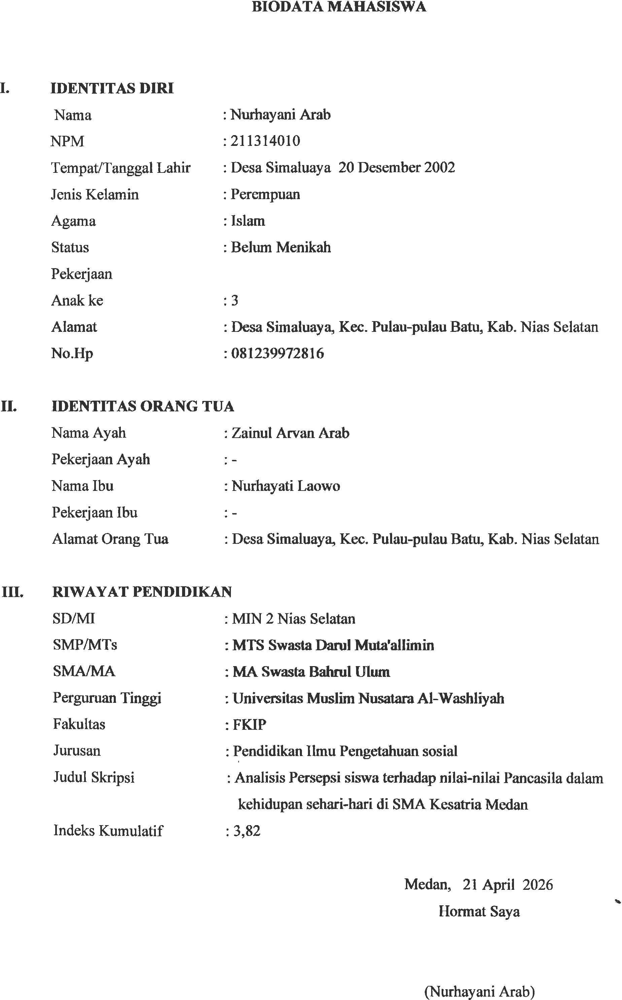 BIODATA MAHASISWA
I. IDENTITAS DIRI
Nama : Nurhayani Arab
NPM : 211314010
Tempat/Tanggal Lahir : Desa Simaluaya 20 Desember 2002
Jenis Kelamin : Perempuan
Agama : Islam
Status : Belum Menikah
Pekerjaan
Anak ke : 3
Alamat : Desa Simaluaya, Kec. Pulau-pulau Batu, Kab. Nias Selatan
No.Hp : 081239972816
II. IDENTITAS ORANG TUA
Nama Ayah : Zainul Arvan Arab
Pekerjaan Ayah : -
Nama Ibu : Nurhayati Laowo
Pekerjaan Ibu : -
Alamat Orang Tua : Desa Simaluaya, Kec. Pulau-pulau Batu, Kab. Nias Selatan
III. RIWAYAT PENDIDIKAN
SD/MI : MIN 2 Nias Selatan
SMP/MTs : MTS Swasta Darul Muta'allimin
SMA/MA : MA Swasta Bahrul Ulum
Perguruan Tinggi : Universitas Muslim Nusatara Al-Washliyah
Fakultas : FKIP
Jurusan : Pendidikan Ilmu Pengetahuan sosial
Judul Skripsi : Analisis Persepsi siswa terhadap nilai-nilai Pancasila dalam
kehidupan sehari-hari di SMA Kesatria Medan
Indeks Kumulatif : 3,82
Medan, 21 April 2026
Hormat Saya
(Nurhayani Arab)